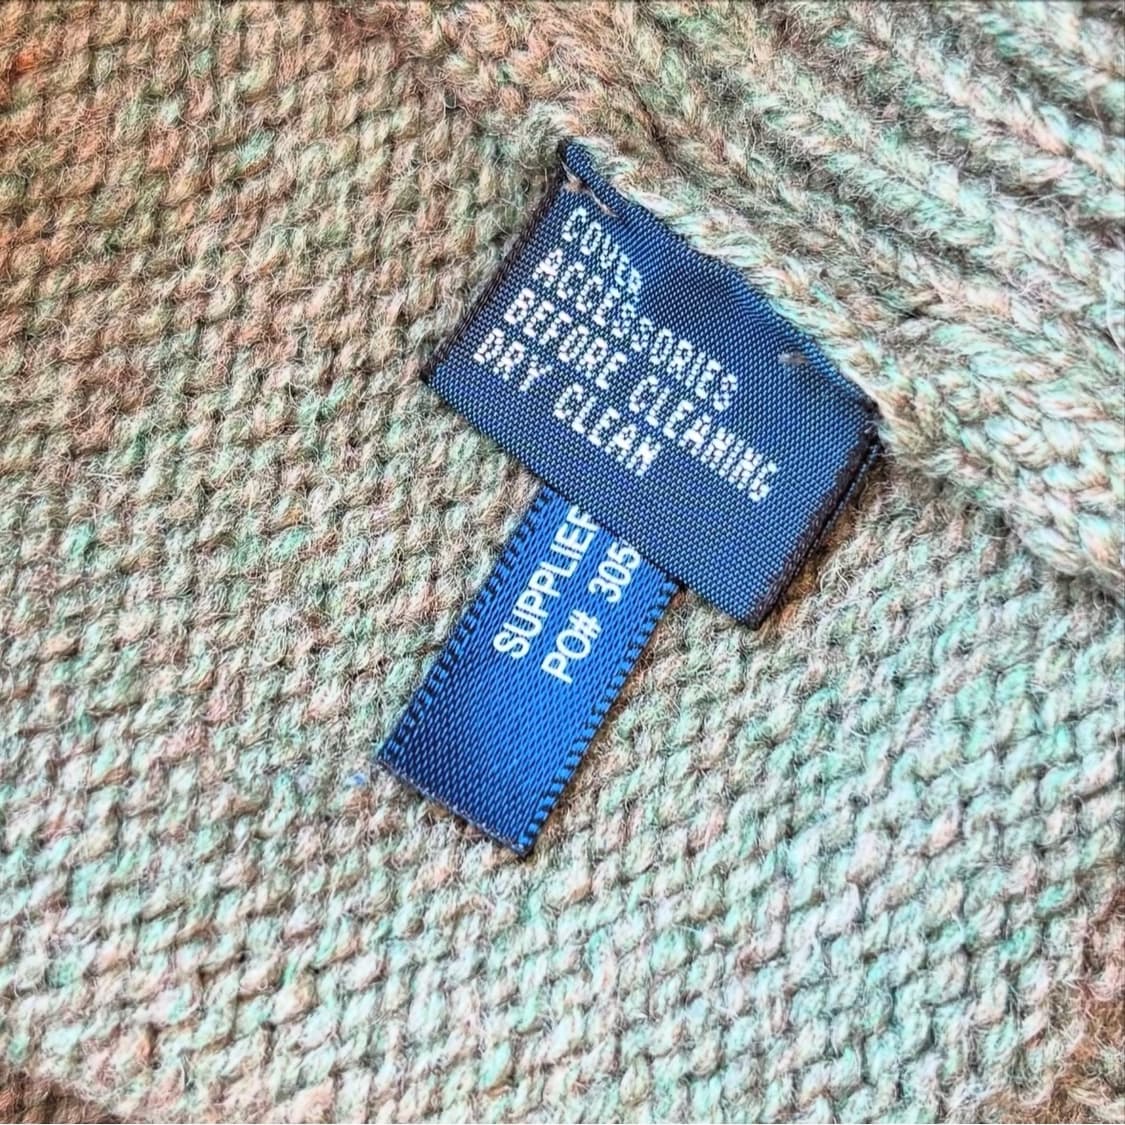 COVER
ACCESSORIES
BEFORE CLEANING
DRY CLEAN
SUPPLIER
PO# 305